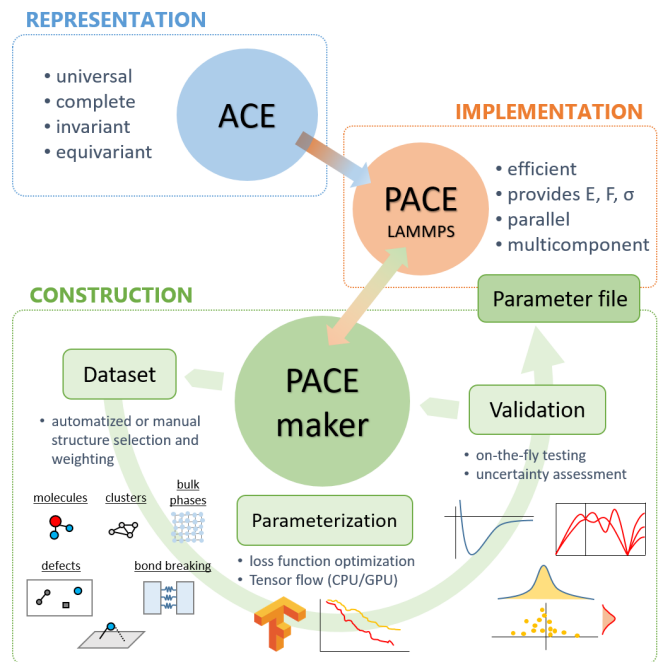 REPRESENTATION
• universal
• complete
• invariant
• equivariant
ACE
IMPLEMENTATION
PACE
LAMMPS
• efficient
• provides E, F, σ
• parallel
• multicomponent
CONSTRUCTION
Parameter file
PACE
maker
Dataset
• automatized or manual
structure selection and
weighting
molecules
clusters
bulk
phases
defects
bond breaking
Parameterization
• loss function optimization
• Tensor flow (CPU/GPU)
Validation
• on-the-fly testing
• uncertainty assessment